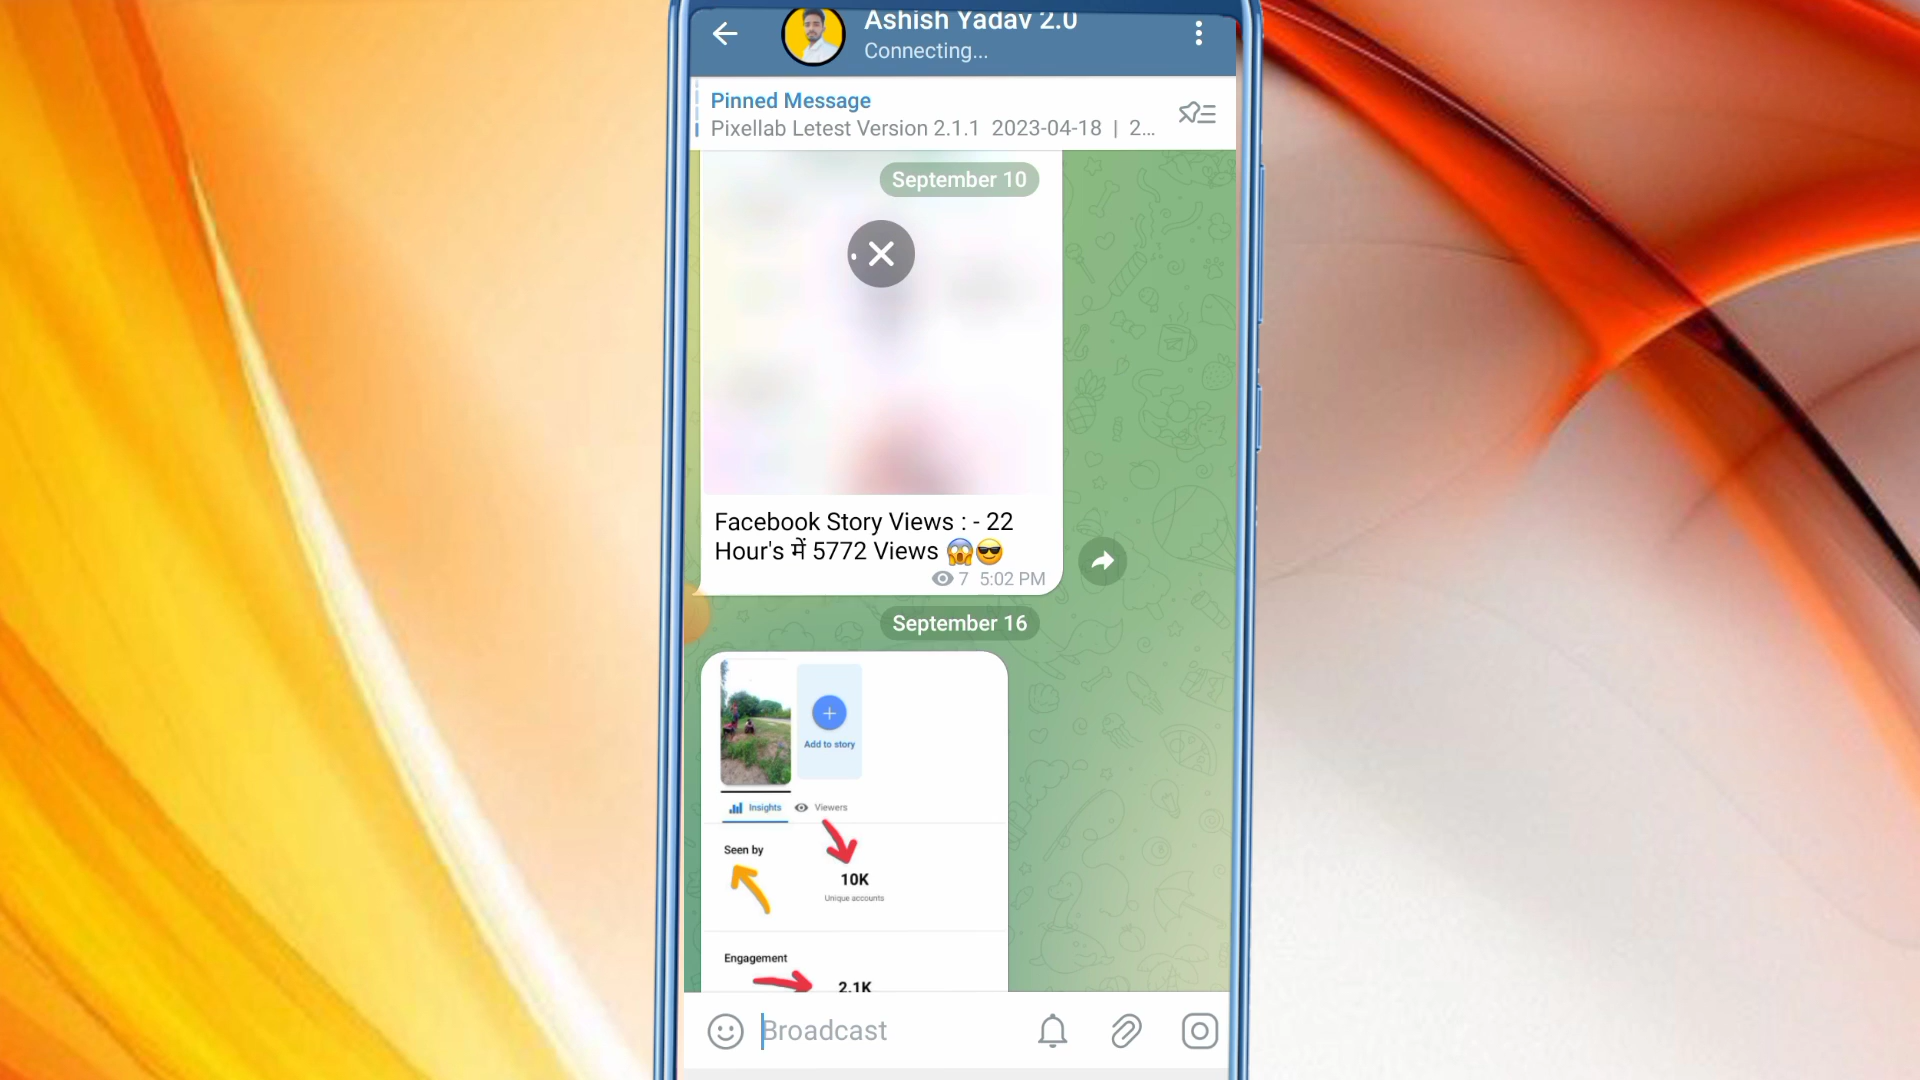 Ashish Yadav 2.0
Connecting...
Pinned Message
Pixellab Letest Version 2.1.1 2023-04-18 | 2...
September 10
Facebook Story Views : - 22
Hour's में 5772 Views 😱😎
7 5:02 PM
September 16
Add to story
Insights Viewers
Seen by
10K
Unique accounts
Engagement
2.1K
Broadcast